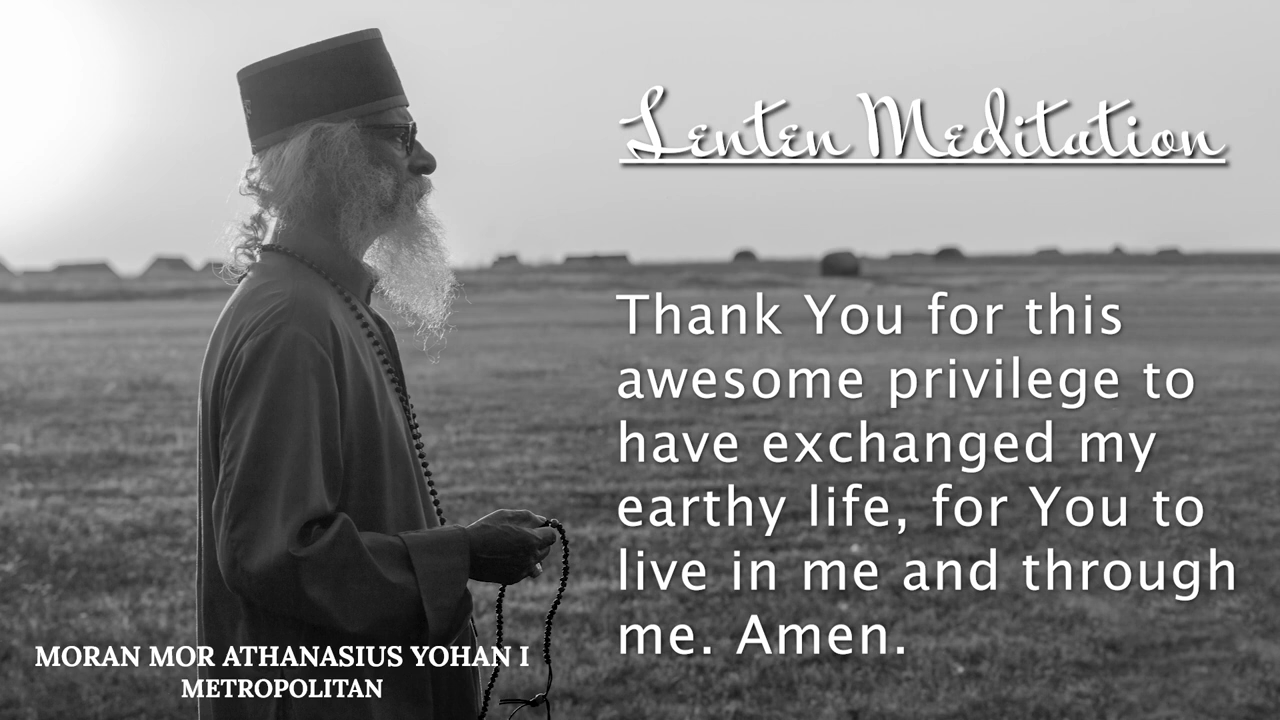 Lenten Meditation
Thank You for this
awesome privilege to
have exchanged my
earthy life, for You to
live in me and through
me. Amen.
MORAN MOR ATHANASIUS YOHAN I
METROPOLITAN